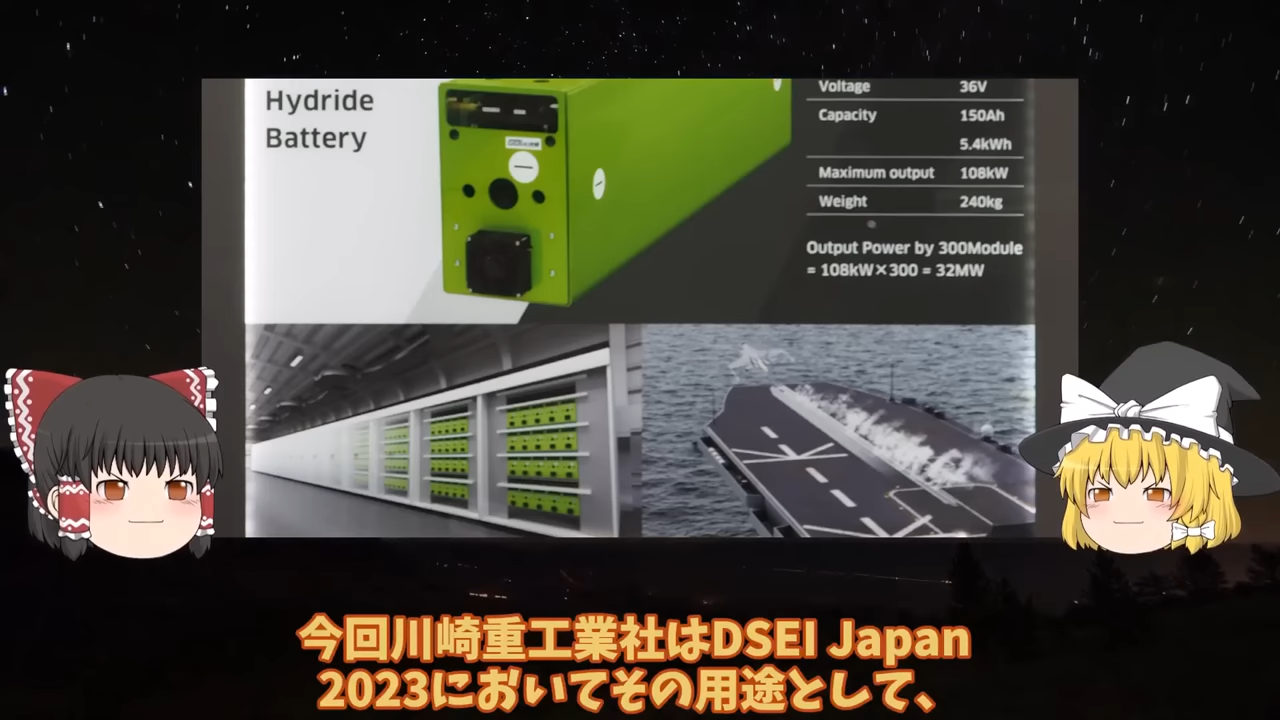 Hydride
Battery
Voltage 36V
Capacity 150Ah
5.4kWh
Maximum output 108kW
Weight 240kg
Output Power by 300Module
= 108kW×300 = 32MW
今回川崎重工業社はDSEI Japan
2023においてその用途として、